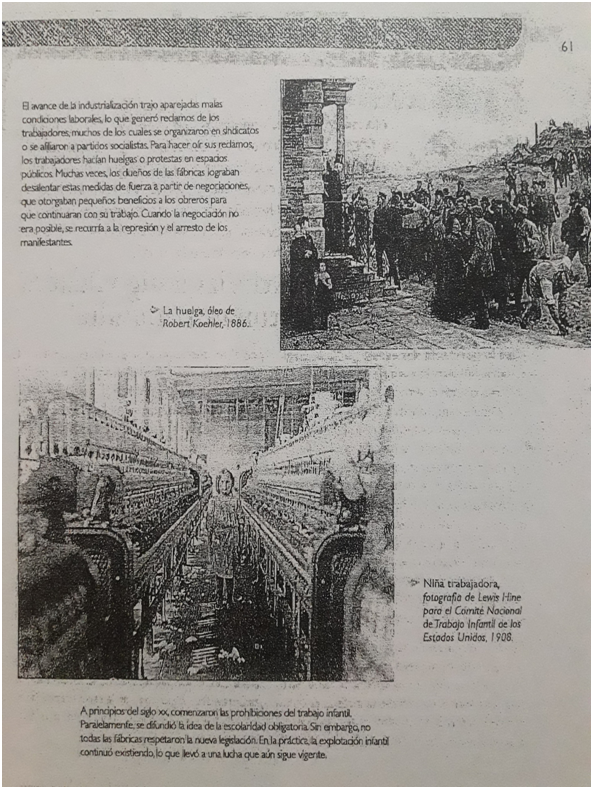 61
El avance de la industrialización trajo aparejadas malas
condiciones laborales, lo que generó reclamos de los
trabajadores, muchos de los cuales se organizaron en sindicatos
o se afiliaron a partidos socialistas. Para hacer oír sus reclamos,
los trabajadores hacían huelgas o protestas en espacios
públicos. Muchas veces, los dueños de las fábricas lograban
desalentar estas medidas de fuerza a partir de negociaciones,
que otorgaban pequeños beneficios a los obreros para
que continuaran con su trabajo. Cuando la negociación no
era posible, se recurría a la represión y el arresto de los
manifestantes.
La huelga, óleo de
Robert Koehler, 1886.
Niña trabajadora,
fotografía de Lewis Hine
para el Comité Nacional
de Trabajo Infantil de los
Estados Unidos, 1908.
A principios del siglo XX, comenzaron las prohibiciones del trabajo infantil.
Paralelamente, se difundió la idea de la escolaridad obligatoria. Sin embargo, no
todas las fábricas respetaron la nueva legislación. En la práctica, la explotación infantil
continuó existiendo, lo que llevó a una lucha que aún sigue vigente.